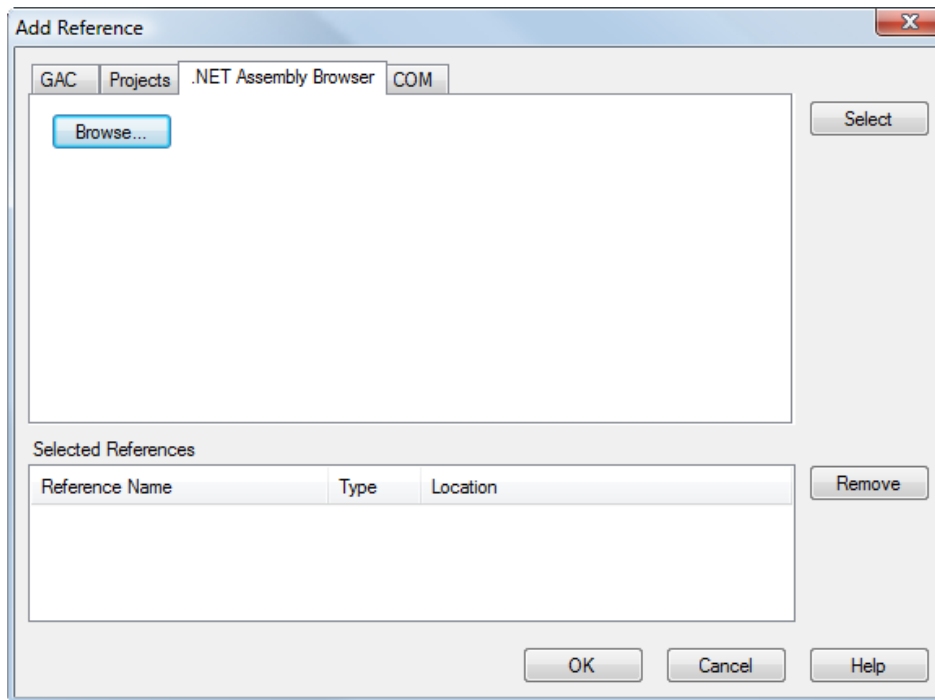 Add Reference
GAC Projects .NET Assembly Browser COM
Browse...
Select
Selected References
Reference Name Type Location
Remove
OK Cancel Help